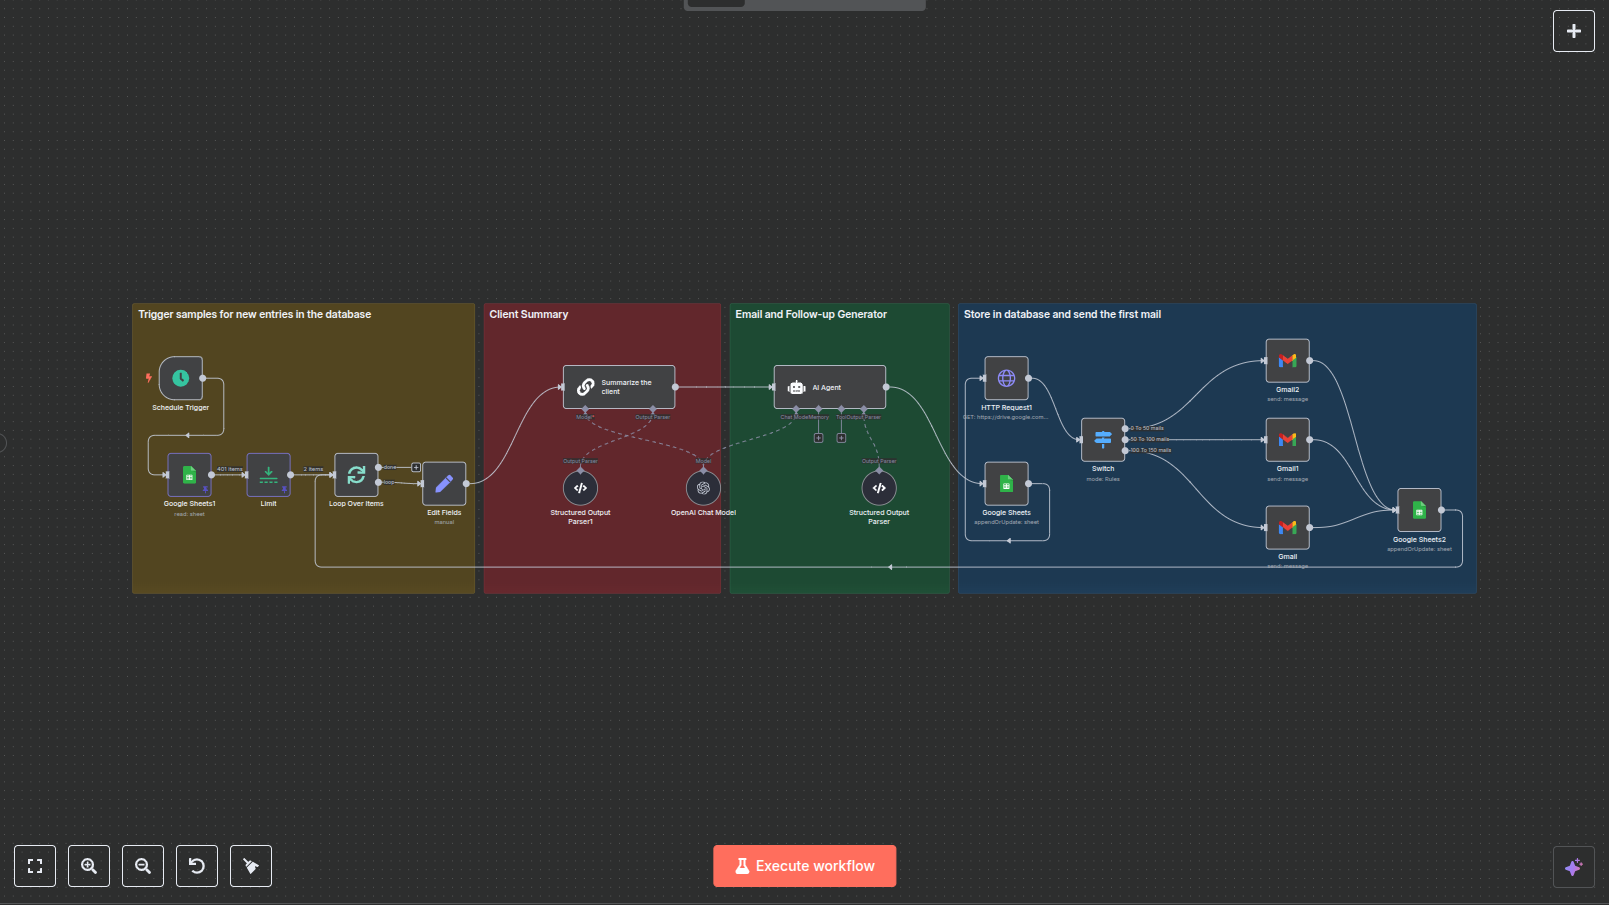 Trigger samples for new entries in the database
Schedule Trigger
Google Sheets1
read: sheet
401 items
Limit
2 items
Loop Over Items
done
loop
Edit Fields
manual
Client Summary
Summarize the
client
Model*
Output Parser
Output Parser
Structured Output
Parser1
Model
OpenAI Chat Model
Email and Follow-up Generator
AI Agent
Chat Model
Memory
Tool
Output Parser
Output Parser
Structured Output
Parser
Store in database and send the first mail
HTTP Request1
GET: https://drive.google.com...
Google Sheets
appendOrUpdate: sheet
Switch
mode: Rules
0 To 50 mails
50 To 100 mails
100 To 150 mails
Gmail2
send: message
Gmail1
send: message
Gmail
send: message
Google Sheets2
appendOrUpdate: sheet
Execute workflow